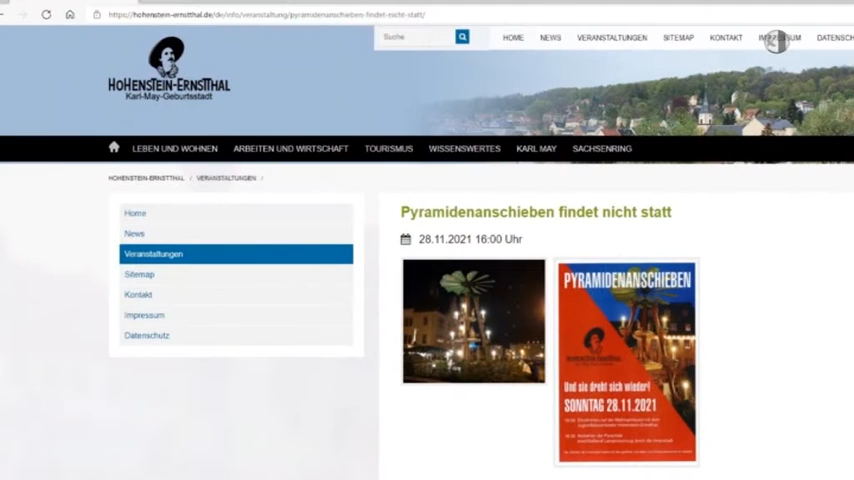 https://hohenstein-ernstthal.de/de/info/veranstaltung/pyramidenanschieben-findet-nicht-statt/
Suche
HOME NEWS VERANSTALTUNGEN SITEMAP KONTAKT IMPRESSUM DATENSCH
HOHENSTEIN-ERNSTTHAL
Karl-May-Geburtsstadt
LEBEN UND WOHNEN ARBEITEN UND WIRTSCHAFT TOURISMUS WISSENSWERTES KARL MAY SACHSENRING
HOHENSTEIN-ERNSTTHAL / VERANSTALTUNGEN /
Home
News
Veranstaltungen
Sitemap
Kontakt
Impressum
Datenschutz
Pyramidenanschieben findet nicht statt
28.11.2021 16:00 Uhr
PYRAMIDENANSCHIEBEN
HOHENSTEIN-ERNSTTHAL
Und sie dreht sich wieder!
SONNTAG 28.11.2021